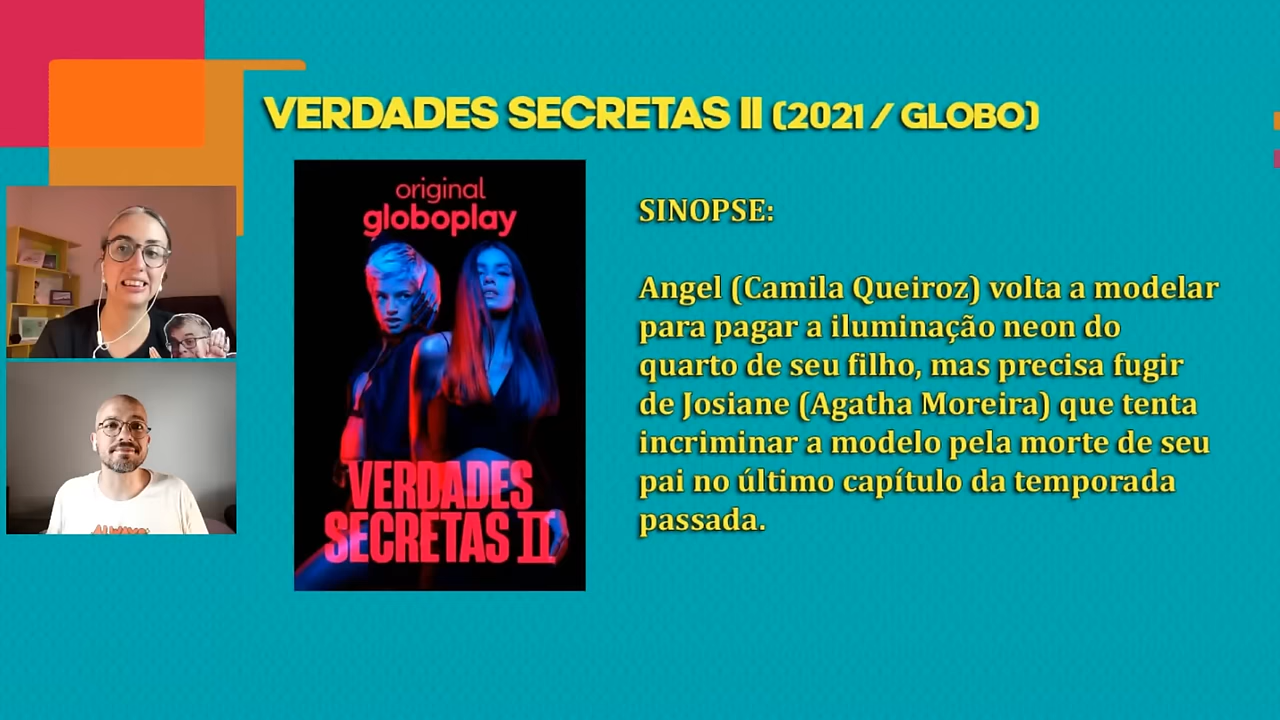 VERDADES SECRETAS II (2021 / GLOBO)
original
globoplay
VERDADES
SECRETAS II
SINOPSE:
Angel (Camila Queiroz) volta a modelar
para pagar a iluminação neon do
quarto de seu filho, mas precisa fugir
de Josiane (Agatha Moreira) que tenta
incriminar a modelo pela morte de seu
pai no último capítulo da temporada
passada.
ALWAYS